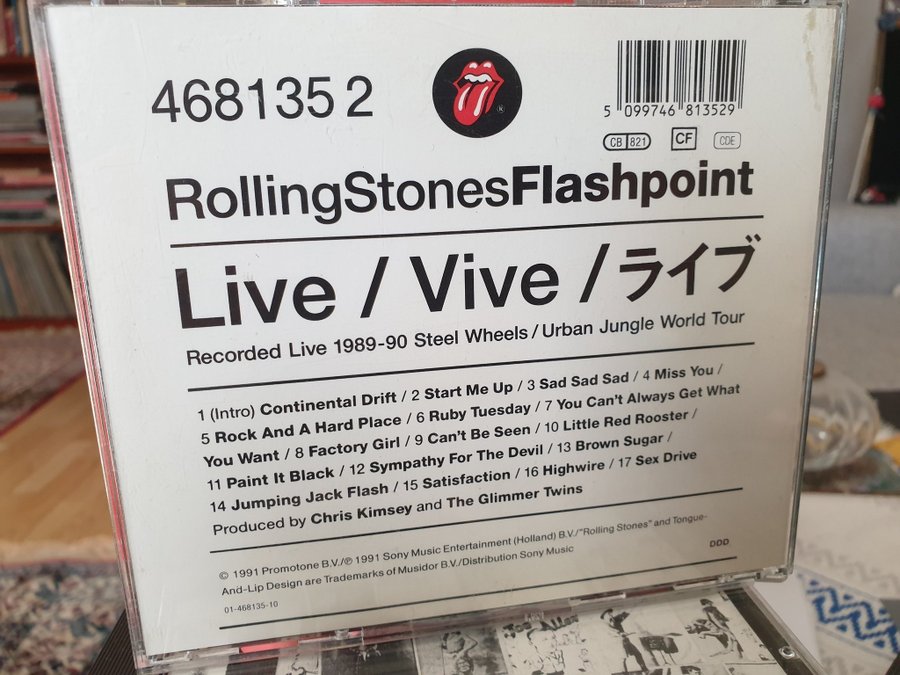 468135 2
®
5 099746 813529
CB 821 CF CDE
RollingStonesFlashpoint
Live / Vive / ライブ
Recorded Live 1989-90 Steel Wheels / Urban Jungle World Tour
1 (Intro) Continental Drift / 2 Start Me Up / 3 Sad Sad Sad / 4 Miss You /
5 Rock And A Hard Place / 6 Ruby Tuesday / 7 You Can't Always Get What
You Want / 8 Factory Girl / 9 Can't Be Seen / 10 Little Red Rooster /
11 Paint It Black / 12 Sympathy For The Devil / 13 Brown Sugar /
14 Jumping Jack Flash / 15 Satisfaction / 16 Highwire / 17 Sex Drive
Produced by Chris Kimsey and The Glimmer Twins
© 1991 Promotone B.V./℗ 1991 Sony Music Entertainment (Holland) B.V./"Rolling Stones" and Tongue-
And-Lip Design are Trademarks of Musidor B.V./Distribution Sony Music
DDD
01-468135-10